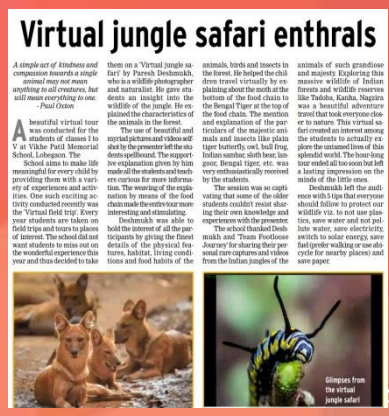 Virtual jungle safari enthrals
A simple act of kindness and
compassion towards a single
animal may not mean
anything to all creatures, but
will mean everything to one.
- Paul Oxton
A beautiful virtual tour
was conducted for the
students of classes I to
V at Vikhe Patil Memorial
School, Lohegaon. The
School aims to make life
meaningful for every child by
providing them with a vari-
ety of experiences and activ-
ities. One such exciting ac-
tivity conducted recently was
the 'Virtual field trip'. Every
year students are taken on
field trips and tours to places
of interest. The school did not
want students to miss out on
the wonderful experience this
year and thus decided to take
them on a 'Virtual jungle sa-
fari' by Paresh Deshmukh,
who is a wildlife photographer
and naturalist. He gave stu-
dents an insight into the
wildlife of the jungle. He ex-
plained the characteristics of
the animals in the forest.
The use of beautiful and
myriad pictures and videos self-
shot by the presenter left the stu-
dents spellbound. The support-
ive explanation given by him
made all the students and teach-
ers curious for more informa-
tion. The weaving of the expla-
nation by means of the food
chain made the entire tour more
interesting and stimulating.
Deshmukh was able to
hold the interest of all the par-
ticipants by giving the finest
details of the physical fea-
tures, habitat, living condi-
tions and food habits of the
animals, birds and insects in
the forest. He helped the chil-
dren travel virtually by ex-
plaining about the moth at the
bottom of the food chain to
the Bengal Tiger at the top of
the food chain. The mention
and explanation of the par-
ticulars of the majestic ani-
mals and insects like plain
tiger butterfly, owl, bull frog,
Indian sambar, sloth bear, lan-
goor, Bengal tiger, etc. was
very enthusiastically received
by the students.
The session was so capti-
vating that some of the older
students couldn't resist shar-
ing their own knowledge and
experiences with the presenter.
The school thanked Desh-
mukh and 'Team Footloose
Journey' for sharing their per-
sonal rare captures and videos
from the Indian jungles of the
animals of such grandiose
and majesty. Exploring this
massive wildlife of Indian
forests and wildlife reserves
like Tadoba, Kanha, Nagzira
was a beautiful adventure
travel that took everyone clos-
er to nature. This virtual sa-
fari created an interest among
the students to actually ex-
plore the untamed lives of this
splendid world. The hour-long
tour ended all too soon but left
a lasting impression on the
minds of the little ones.
Deshmukh left the audi-
ence with 5 tips that everyone
should follow to protect our
wildlife viz. to not use plas-
tics, save water and not pol-
lute water, save electricity,
switch to solar energy, save
fuel (prefer walking or use abi-
cycle for nearby places) and
save paper.
Glimpses from
the virtual
jungle safari